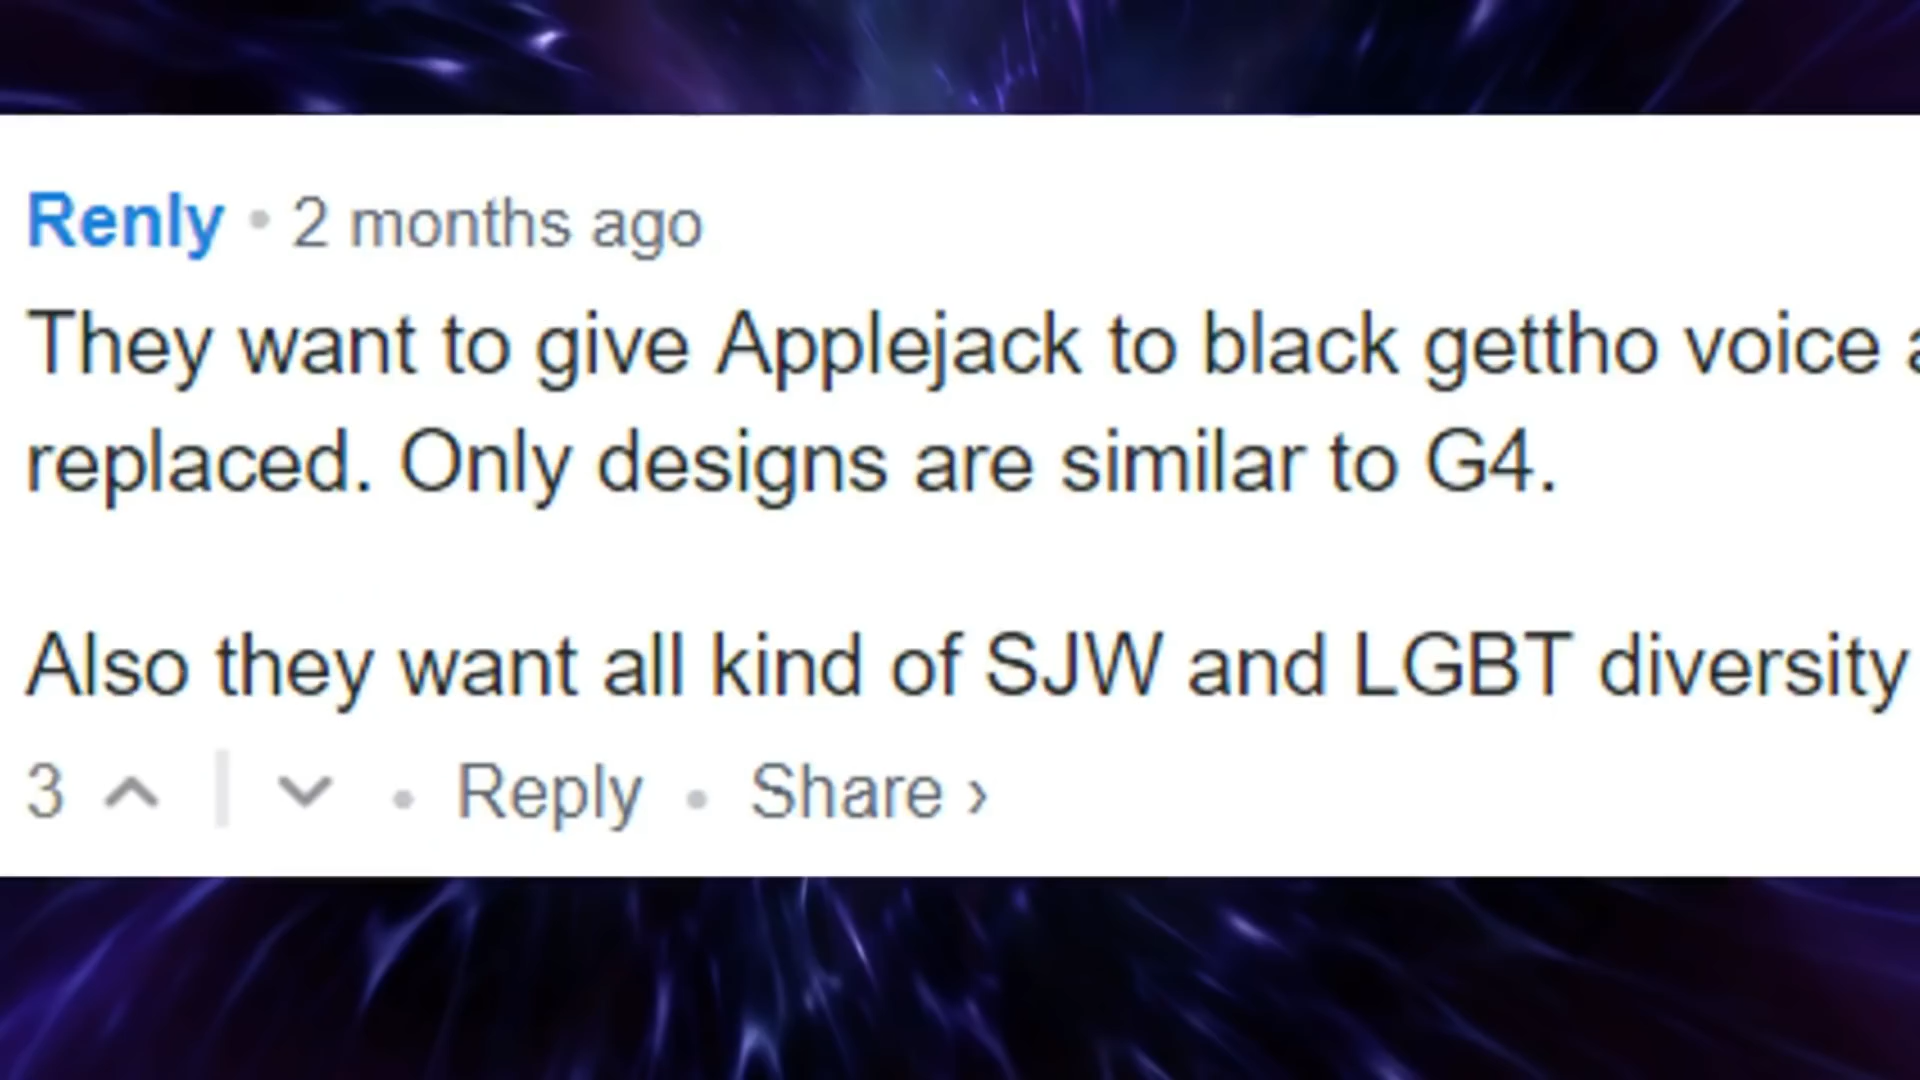 Renly • 2 months ago
They want to give Applejack to black gettho voice
replaced. Only designs are similar to G4.
Also they want all kind of SJW and LGBT diversity
3 • Reply • Share ›